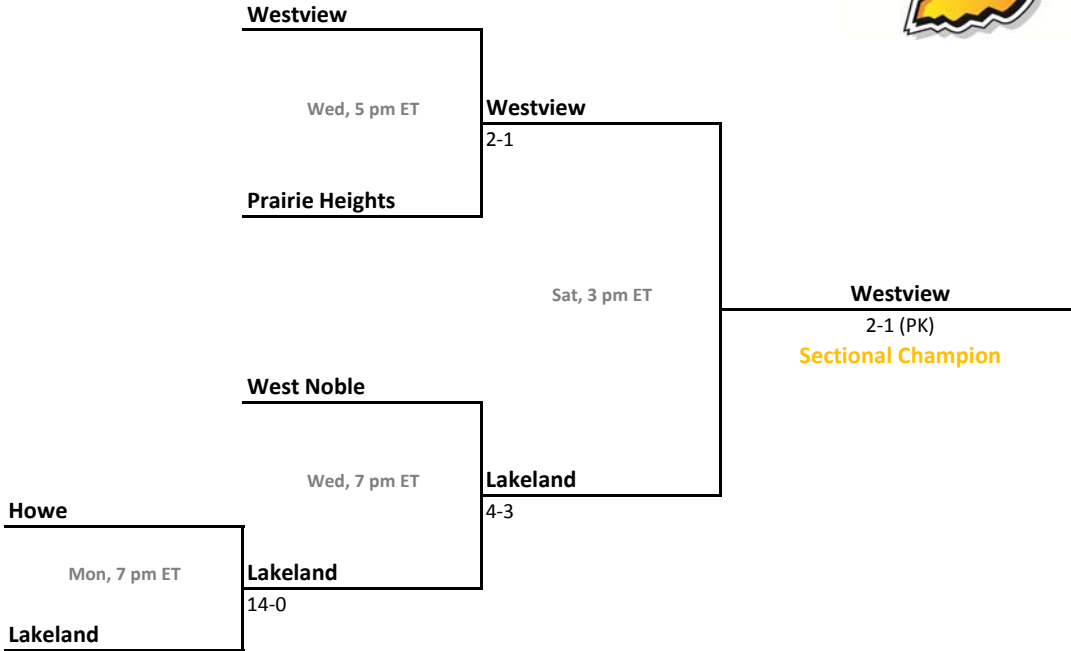 Westview
Wed, 5 pm ET
Westview
2-1
Prairie Heights
Sat, 3 pm ET
Westview
2-1 (PK)
Sectional Champion
West Noble
Wed, 7 pm ET
Lakeland
4-3
Howe
Mon, 7 pm ET
Lakeland
14-0
Lakeland